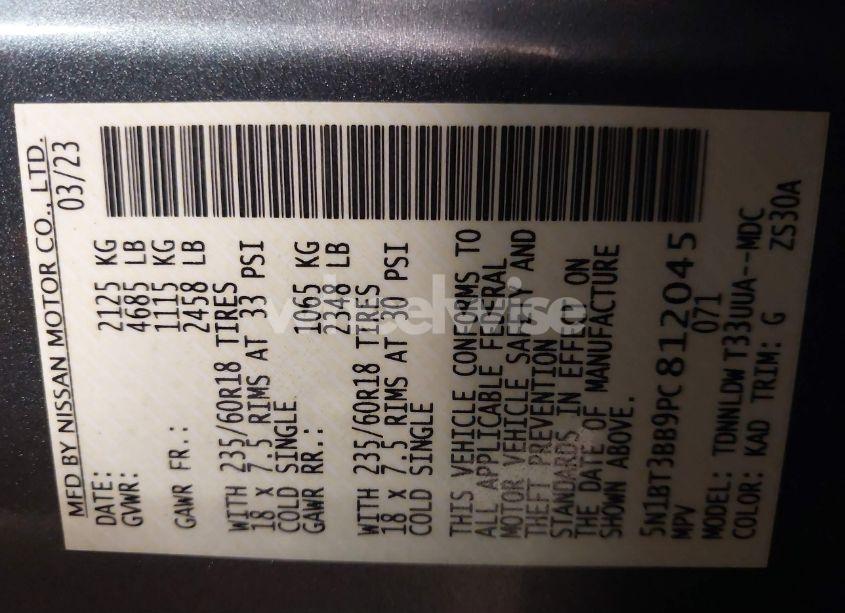 MFD BY NISSAN MOTOR CO., LTD.
DATE: 03/23
GVWR: 2125 KG
4685 LB
GAWR FR.: 1115 KG
2458 LB
WITH 235/60R18 TIRES
18 X 7.5 RIMS AT 33 PSI
COLD SINGLE
GAWR RR.: 1065 KG
2348 LB
WITH 235/60R18 TIRES
18 X 7.5 RIMS AT 30 PSI
COLD SINGLE
THIS VEHICLE CONFORMS TO
ALL APPLICABLE FEDERAL
MOTOR VEHICLE SAFETY AND
THEFT PREVENTION
STANDARDS IN EFFECT ON
THE DATE OF MANUFACTURE
SHOWN ABOVE.
5N1BT3BB9PC812045
MPV 071
MODEL: TDNNLDW T33UUA--MDC
COLOR: KAD TRIM: G ZS30A